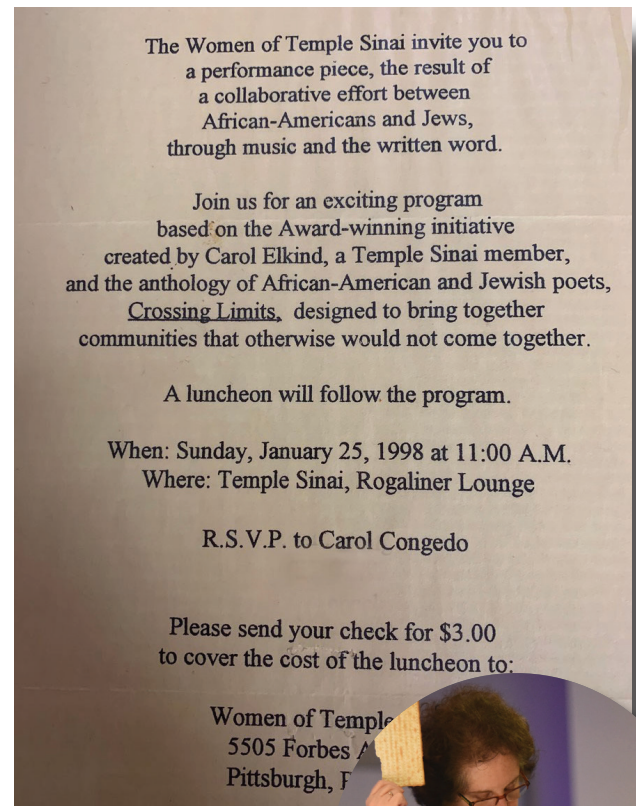 The Women of Temple Sinai invite you to
a performance piece, the result of
a collaborative effort between
African-Americans and Jews,
through music and the written word.
Join us for an exciting program
based on the Award-winning initiative
created by Carol Elkind, a Temple Sinai member,
and the anthology of African-American and Jewish poets,
Crossing Limits, designed to bring together
communities that otherwise would not come together.
A luncheon will follow the program.
When: Sunday, January 25, 1998 at 11:00 A.M.
Where: Temple Sinai, Rogaliner Lounge
R.S.V.P. to Carol Congedo
Please send your check for $3.00
to cover the cost of the luncheon to:
Women of Temple
5505 Forbes
Pittsburgh,